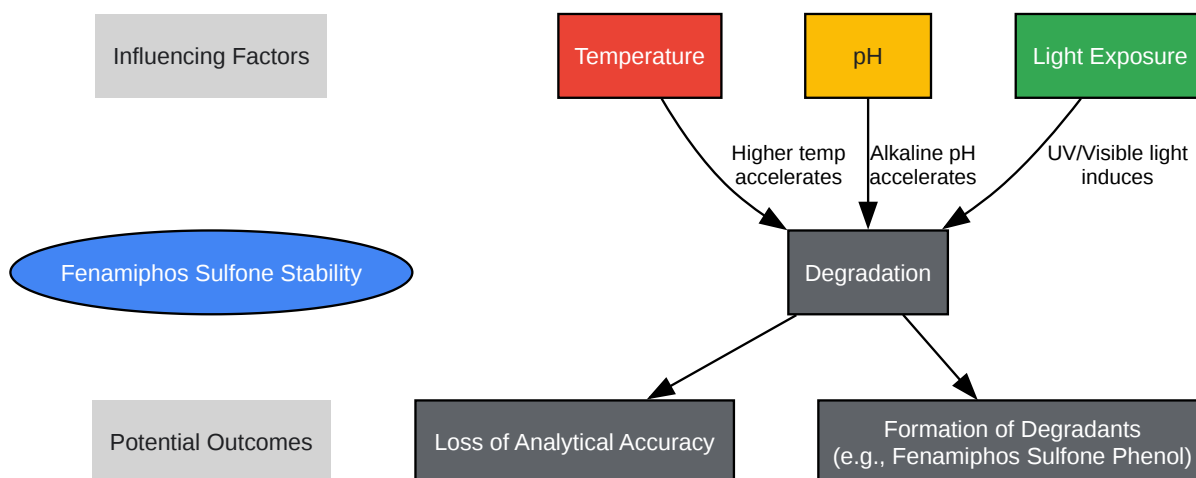 Influencing Factors
Temperature
pH
Light Exposure
Higher temp
accelerates
Alkaline pH
accelerates
UV/Visible light
induces
Fenamiphos Sulfone Stability
Degradation
Potential Outcomes
Loss of Analytical Accuracy
Formation of Degradants
(e.g., Fenamiphos Sulfone Phenol)